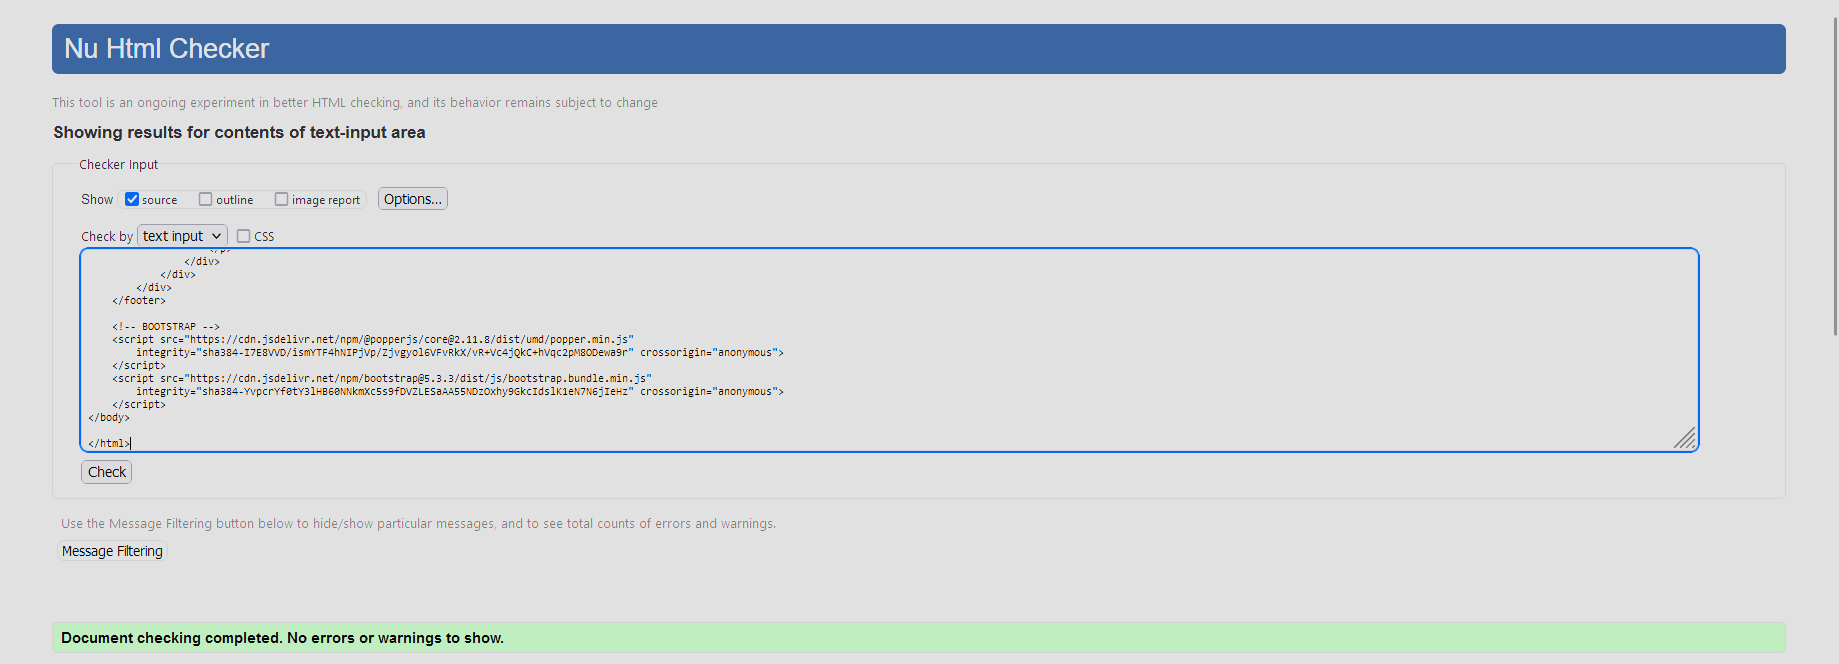 Nu Html Checker
This tool is an ongoing experiment in better HTML checking, and its behavior remains subject to change
Showing results for contents of text-input area
Checker Input
Show source outline image report Options...
Check by text input CSS
</p>
</div>
</div>
</div>
</footer>
<!-- BOOTSTRAP -->
<script src="https://cdn.jsdelivr.net/npm/@popperjs/core@2.11.8/dist/umd/popper.min.js"
integrity="sha384-I7E8VVD/ismYTF4hNIPjVp/Zjvgyol6VFvRkX/vR+Vc4jQkC+hVqc2pM8ODewa9r" crossorigin="anonymous">
</script>
<script src="https://cdn.jsdelivr.net/npm/bootstrap@5.3.3/dist/js/bootstrap.bundle.min.js"
integrity="sha384-YvpcrYf0tY3lHB60NNkmXc5s9fDVZLESaAA55NDzOxhy9GkcIdslK1eN7N6jIeHz" crossorigin="anonymous">
</script>
</body>
</html>
Check
Use the Message Filtering button below to hide/show particular messages, and to see total counts of errors and warnings.
Message Filtering
Document checking completed. No errors or warnings to show.